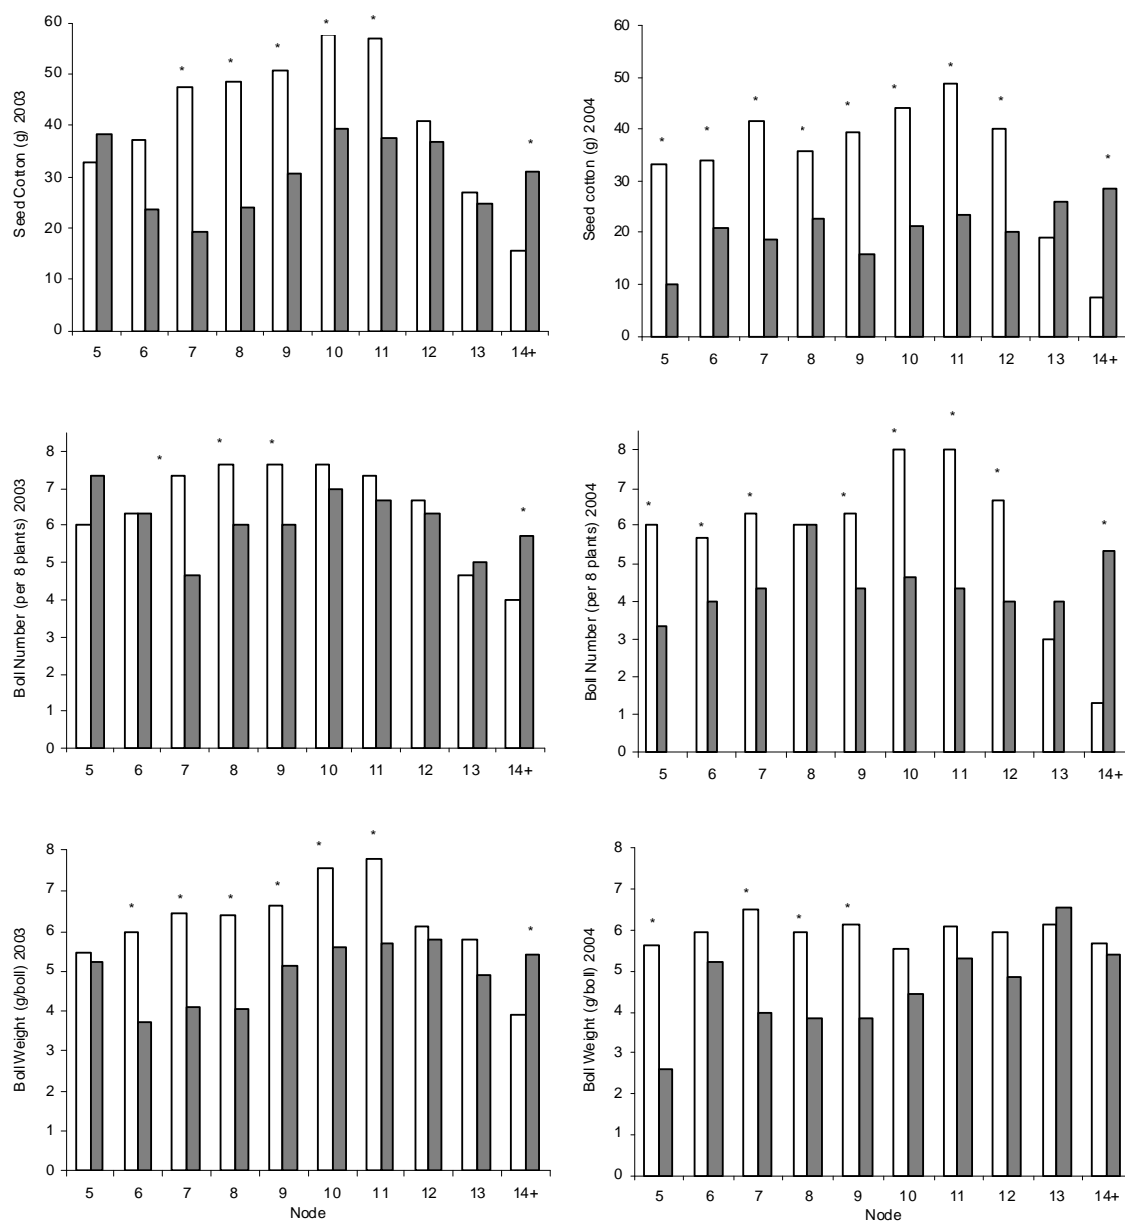 Seed Cotton (g) 2003
60
50
40
30
20
10
0
* * * * * *
5 6 7 8 9 10 11 12 13 14+
Seed cotton (g) 2004
60
50
40
30
20
10
0
* * * * * * * * *
5 6 7 8 9 10 11 12 13 14+
Boll Number (per 8 plants) 2003
8
7
6
5
4
3
2
1
0
* * * *
5 6 7 8 9 10 11 12 13 14+
Boll Number (per 8 plants) 2004
8
7
6
5
4
3
2
1
0
* * * * * * * *
5 6 7 8 9 10 11 12 13 14+
Boll Weight (g/boll) 2003
8
7
6
5
4
3
2
1
0
* * * * * * *
5 6 7 8 9 10 11 12 13 14+
Node
Boll Weight (g/boll) 2004
8
7
6
5
4
3
2
1
0
* * * *
5 6 7 8 9 10 11 12 13 14+
Node